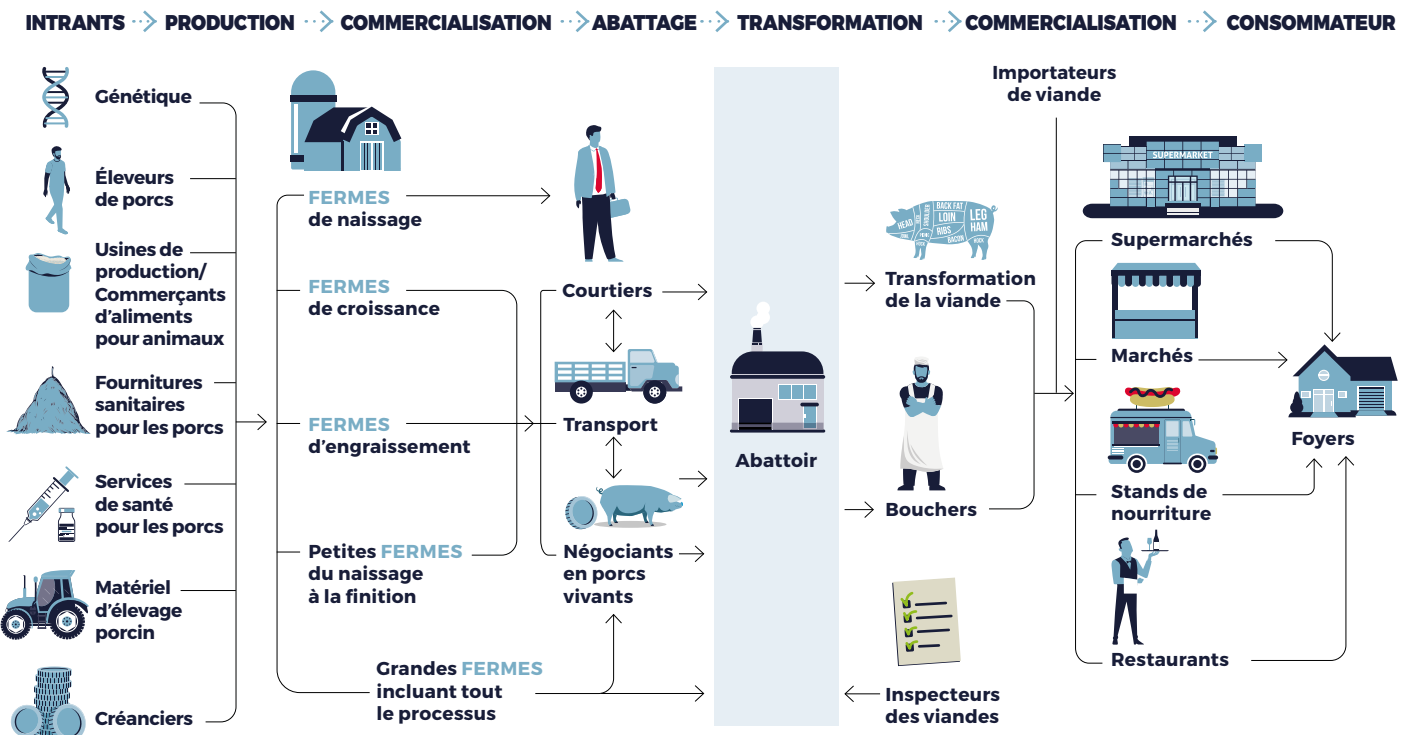 INTRANTS PRODUCTION COMMERCIALISATION ABATTAGE TRANSFORMATION COMMERCIALISATION CONSOMMATEUR
Génétique
Éleveurs
de porcs
Usines de
production/
Commerçants
d'aliments
pour animaux
Fournitures
sanitaires
pour les porcs
Services
de santé
pour les porcs
Matériel
d'élevage
porcin
Créanciers
FERMES
de naissage
FERMES
de croissance
FERMES
d'engraissement
Petites FERMES
du naissage
à la finition
Grandes FERMES
incluant tout
le processus
Courtiers
Transport
Négociants
en porcs
vivants
Abattoir
HEAD
SHOULDER
BACK FAT
LOIN
RIBS
BACON
LEG
HAM
Transformation
de la viande
Bouchers
Inspecteurs
des viandes
Importateurs
de viande
SUPERMARKET
Supermarchés
Marchés
Stands de
nourriture
Restaurants
Foyers